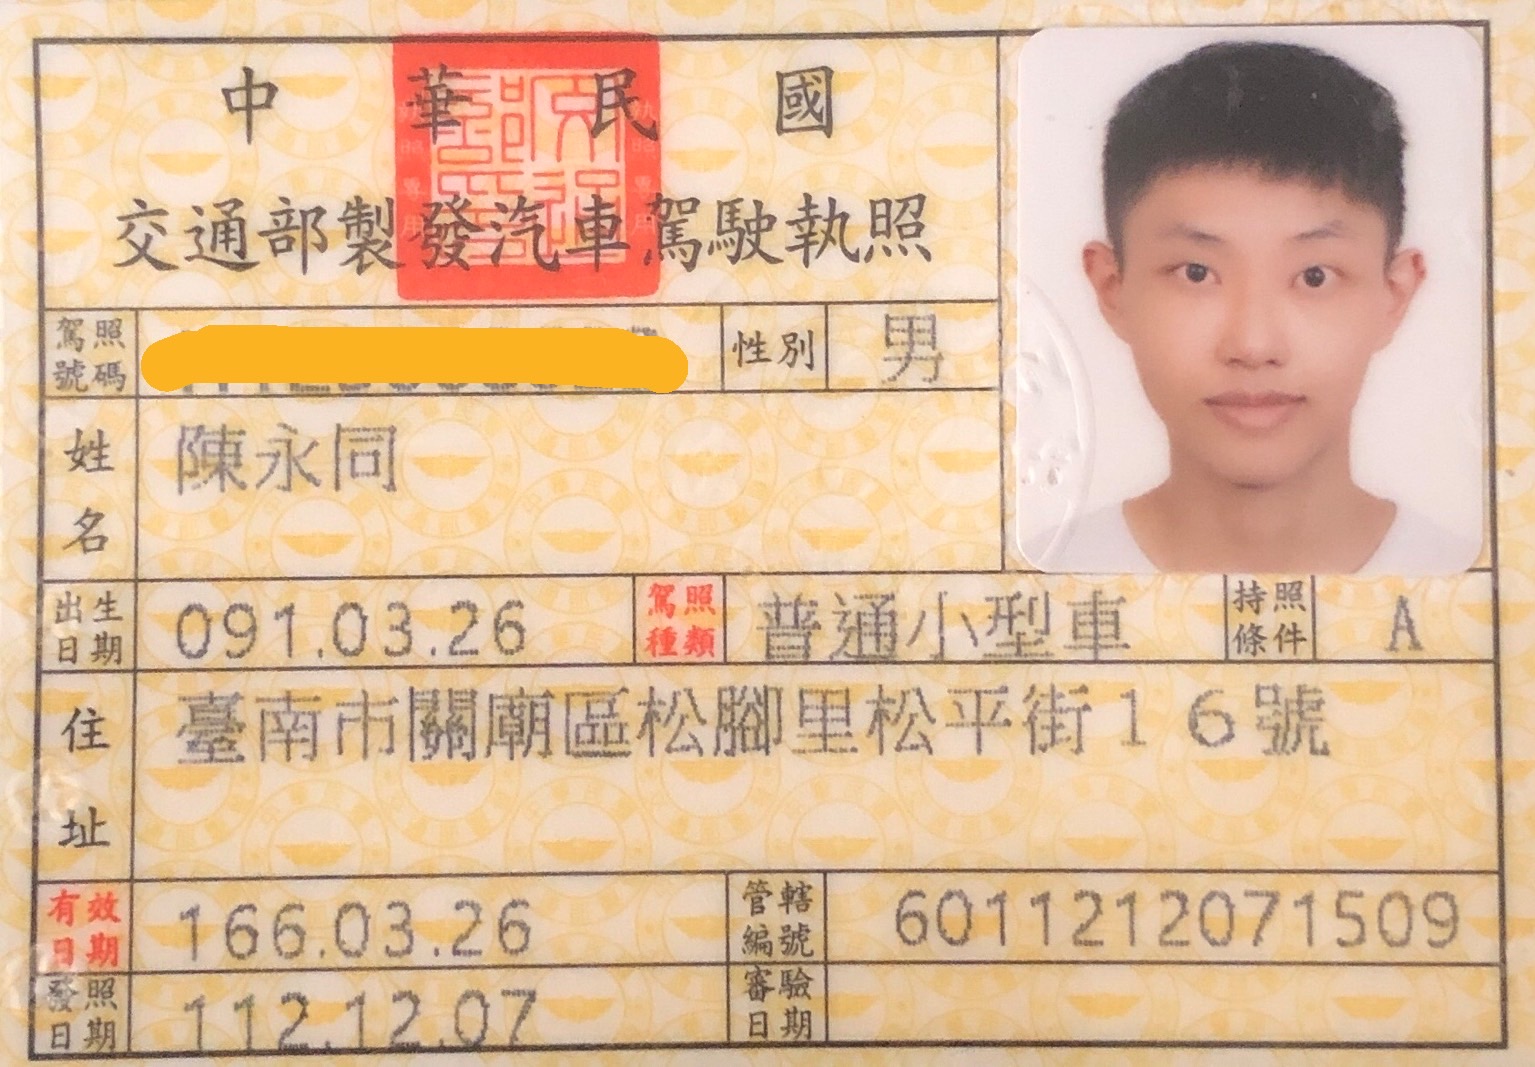 中華民國
交通部製發汽車駕駛執照
駕照號碼
性別 男
姓名 陳永同
出生日期 091.03.26 駕照種類 普通小型車 持照條件 A
住址 臺南市關廟區松腳里松平街16號
有效日期 166.03.26 管轄編號 6011212071509
發照日期 112.12.07 審驗日期